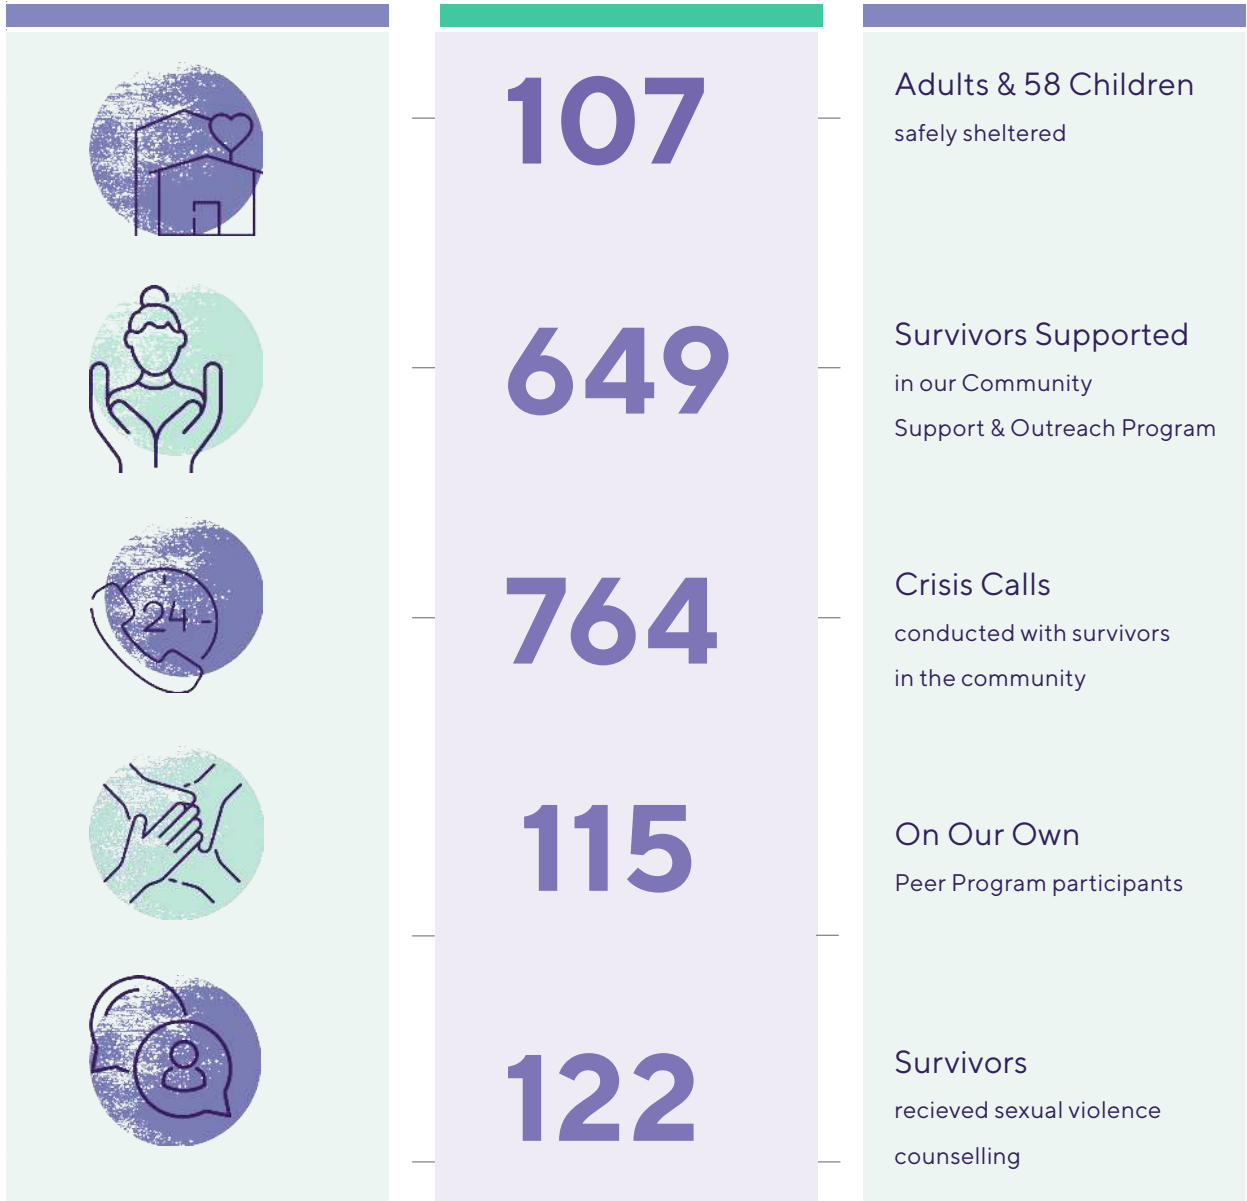 107
Adults & 58 Children
safely sheltered
649
Survivors Supported
in our Community
Support & Outreach Program
24
764
Crisis Calls
conducted with survivors
in the community
115
On Our Own
Peer Program participants
122
Survivors
recieved sexual violence
counselling